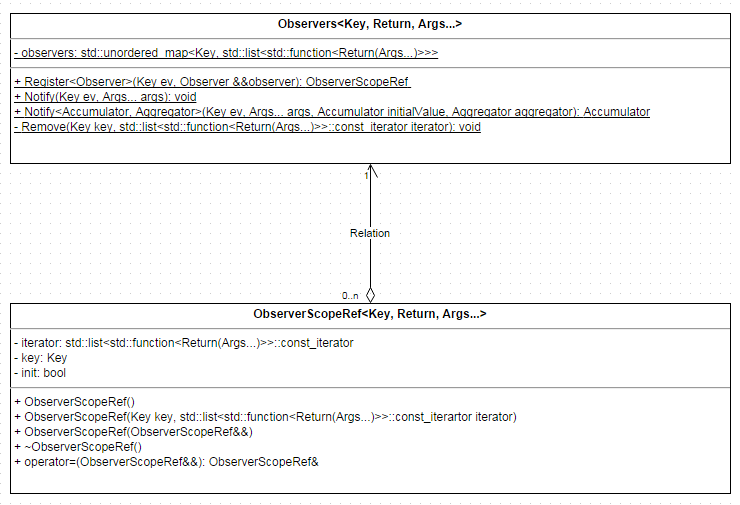 Observers<Key, Return, Args...>
- observers: std::unordered_map<Key, std::list<std::function<Return(Args...)>>>
+ Register<Observer>(Key ev, Observer &&observer): ObserverScopeRef
+ Notify(Key ev, Args... args): void
+ Notify<Accumulator, Aggregator>(Key ev, Args... args, Accumulator initialValue, Aggregator aggregator): Accumulator
- Remove(Key key, std::list<std::function<Return(Args...)>>::const_iterator iterator): void
1
Relation
0..n
ObserverScopeRef<Key, Return, Args...>
- iterator: std::list<std::function<Return(Args...)>>::const_iterator
- key: Key
- init: bool
+ ObserverScopeRef()
+ ObserverScopeRef(Key key, std::list<std::function<Return(Args...)>>::const_iterartor iterator)
+ ObserverScopeRef(ObserverScopeRef&&)
+ ~ObserverScopeRef()
+ operator=(ObserverScopeRef&&): ObserverScopeRef&